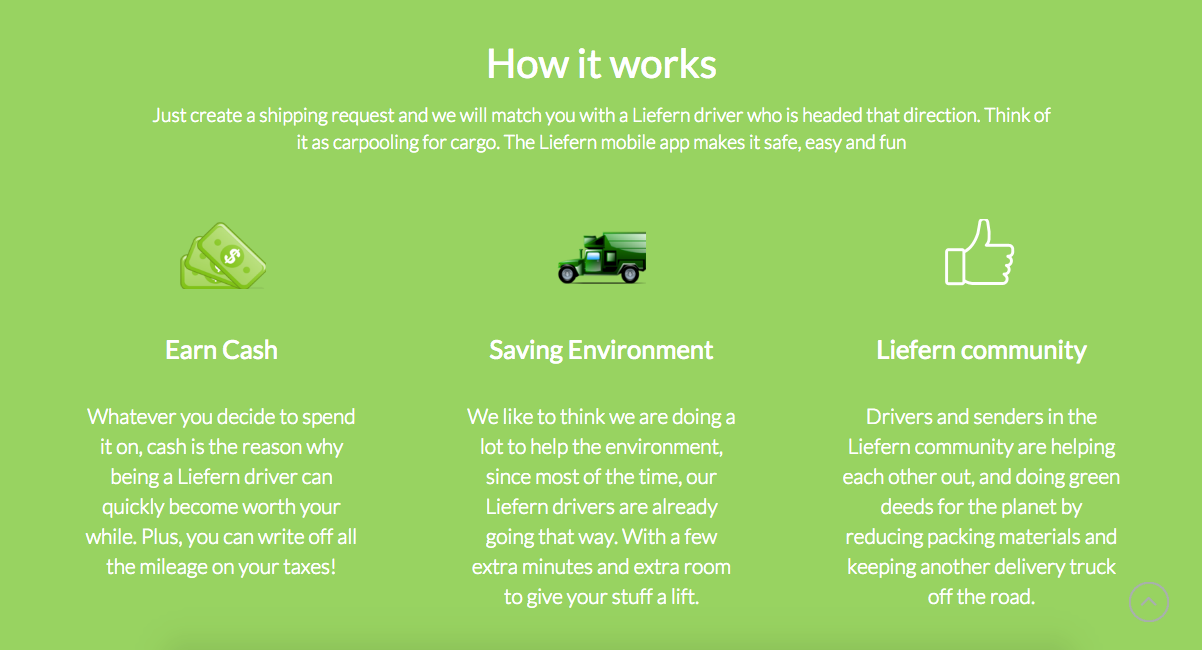 How it works
Just create a shipping request and we will match you with a Liefern driver who is headed that direction. Think of
it as carpooling for cargo. The Liefern mobile app makes it safe, easy and fun
$
Earn Cash
Whatever you decide to spend
it on, cash is the reason why
being a Liefern driver can
quickly become worth your
while. Plus, you can write off all
the mileage on your taxes!
Saving Environment
We like to think we are doing a
lot to help the environment,
since most of the time, our
Liefern drivers are already
going that way. With a few
extra minutes and extra room
to give your stuff a lift.
Liefern community
Drivers and senders in the
Liefern community are helping
each other out, and doing green
deeds for the planet by
reducing packing materials and
keeping another delivery truck
off the road.